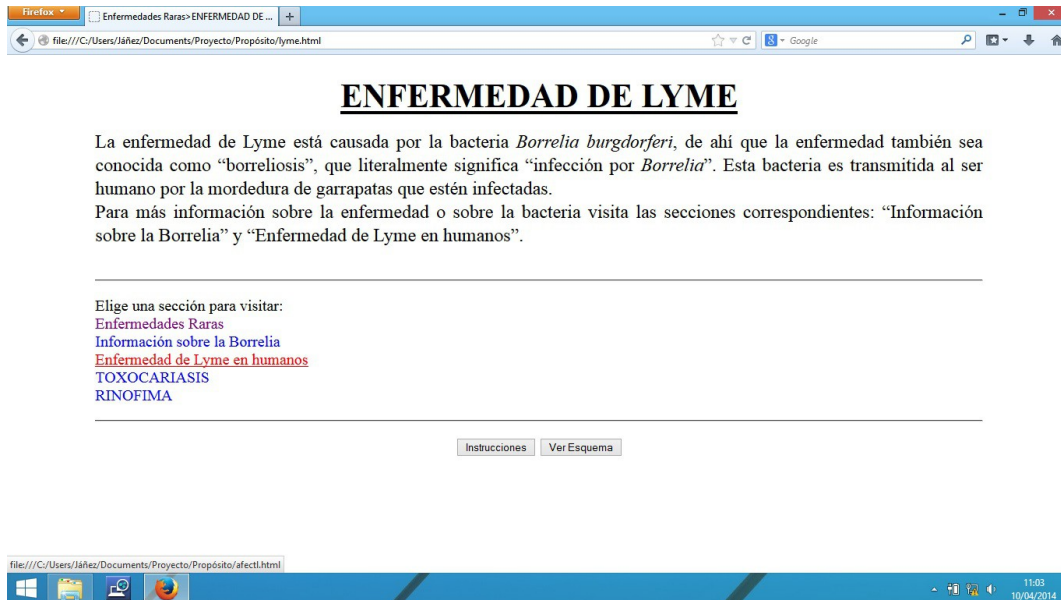 Firefox
Enfermedades Raras>ENFERMEDAD DE ...
file:///C:/Users/Jáñez/Documents/Proyecto/Propósito/lyme.html
Google
ENFERMEDAD DE LYME
La enfermedad de Lyme está causada por la bacteria Borrelia burgdorferi, de ahí que la enfermedad también sea
conocida como “borreliosis”, que literalmente significa “infección por Borrelia”. Esta bacteria es transmitida al ser
humano por la mordedura de garrapatas que estén infectadas.
Para más información sobre la enfermedad o sobre la bacteria visita las secciones correspondientes: “Información
sobre la Borrelia” y “Enfermedad de Lyme en humanos”.
Elige una sección para visitar:
Enfermedades Raras
Información sobre la Borrelia
Enfermedad de Lyme en humanos
TOXOCARIASIS
RINOFIMA
Instrucciones
Ver Esquema
file:///C:/Users/Jáñez/Documents/Proyecto/Propósito/afectl.html
11:03
10/04/2014